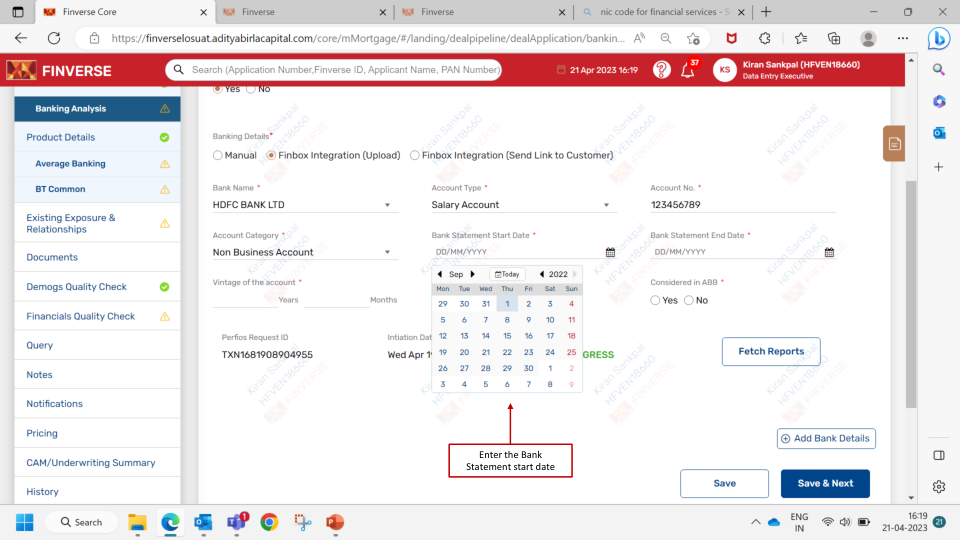 Finverse Core
Finverse
Finverse
nic code for financial services - S
https://finverselosuat.adityabirlacapital.com/core/mMortgage/#/landing/dealpipeline/dealApplication/bankin...
FINVERSE
Search (Application Number,Finverse ID, Applicant Name, PAN Number)
21 Apr 2023 16:19
37
KS
Kiran Sankpal (HFVEN18660)
Data Entry Executive
Banking Analysis
Product Details
Average Banking
BT Common
Existing Exposure &
Relationships
Documents
Demogs Quality Check
Financials Quality Check
Query
Notes
Notifications
Pricing
CAM/Underwriting Summary
History
Yes No
Banking Details*
Manual Finbox Integration (Upload) Finbox Integration (Send Link to Customer)
Bank Name * Account Type * Account No. *
HDFC BANK LTD Salary Account 123456789
Account Category * Bank Statement Start Date * Bank Statement End Date *
Non Business Account DD/MM/YYYY DD/MM/YYYY
Vintage of the account * Considered in ABB *
Years Months Yes No
Sep Today 2022
Mon Tue Wed Thu Fri Sat Sun
29 30 31 1 2 3 4
5 6 7 8 9 10 11
12 13 14 15 16 17 18
19 20 21 22 23 24 25
26 27 28 29 30 1 2
3 4 5 6 7 8 9
Perfios Request ID Intiation Dat
TXN1681908904955 Wed Apr 1 GRESS
Fetch Reports
Add Bank Details
Enter the Bank
Statement start date
Save Save & Next
Kiran Sankpal
HFVEN18660
FINVERSE
Search
1
ENG
IN
16:19
21-04-2023
21